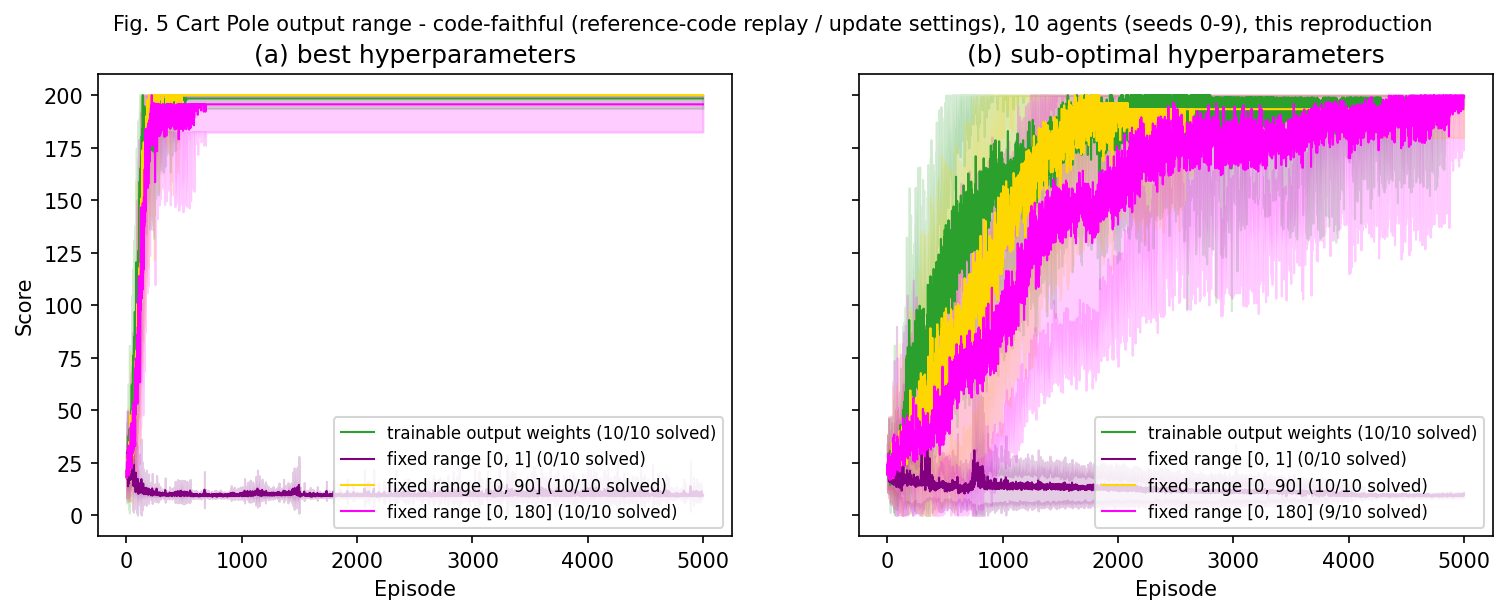 Fig. 5 Cart Pole output range - code-faithful (reference-code replay / update settings), 10 agents (seeds 0-9), this reproduction
(a) best hyperparameters
Score
200
175
150
125
100
75
50
25
0
trainable output weights (10/10 solved)
fixed range [0, 1] (0/10 solved)
fixed range [0, 90] (10/10 solved)
fixed range [0, 180] (10/10 solved)
0 1000 2000 3000 4000 5000
Episode
(b) sub-optimal hyperparameters
trainable output weights (10/10 solved)
fixed range [0, 1] (0/10 solved)
fixed range [0, 90] (10/10 solved)
fixed range [0, 180] (9/10 solved)
0 1000 2000 3000 4000 5000
Episode